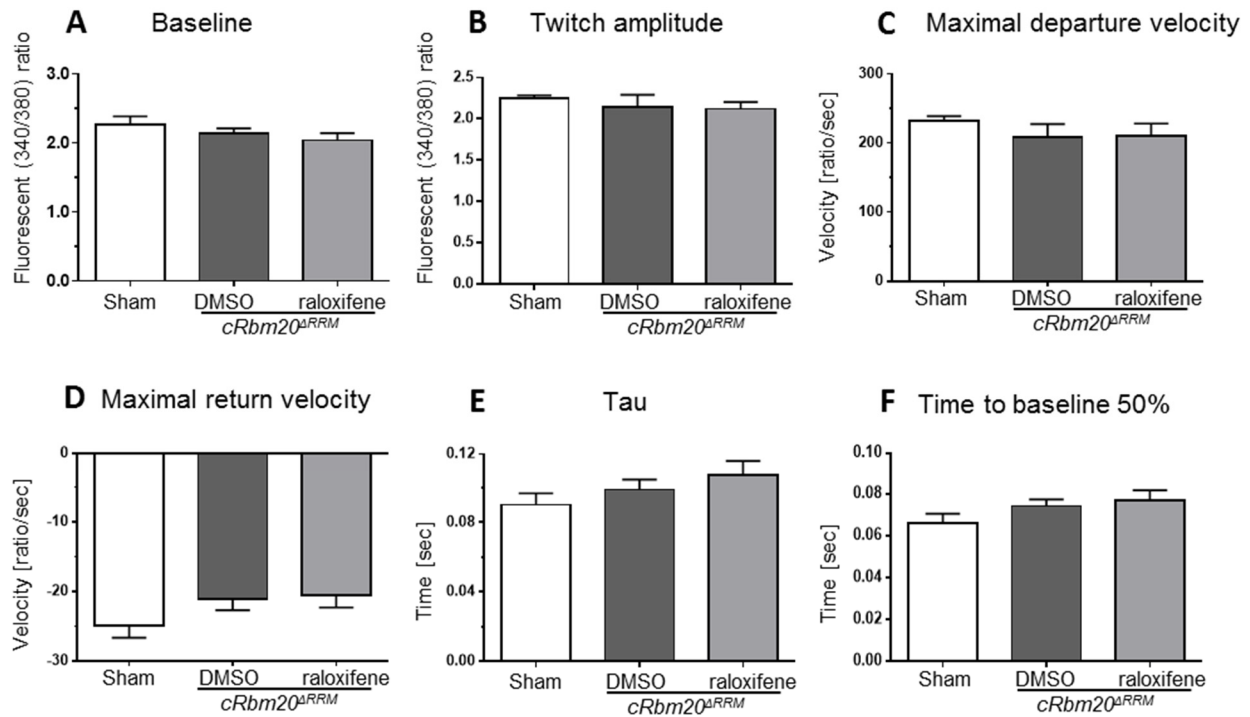 A Baseline
Fluorescent (340/380) ratio
3.0
2.0
1.0
0.0
Sham DMSO raloxifene
cRbm20ΔRRM
B Twitch amplitude
Fluorescent (340/380) ratio
2.5
2.0
1.5
1.0
0.5
0.0
Sham DMSO raloxifene
cRbm20ΔRRM
C Maximal departure velocity
Velocity [ratio/sec]
300
200
100
0
Sham DMSO raloxifene
cRbm20ΔRRM
D Maximal return velocity
Velocity [ratio/sec]
0
-10
-20
-30
Sham DMSO raloxifene
cRbm20ΔRRM
E Tau
Time [sec]
0.12
0.08
0.04
0.00
Sham DMSO raloxifene
cRbm20ΔRRM
F Time to baseline 50%
Time [sec]
0.10
0.08
0.06
0.04
0.02
0.00
Sham DMSO raloxifene
cRbm20ΔRRM